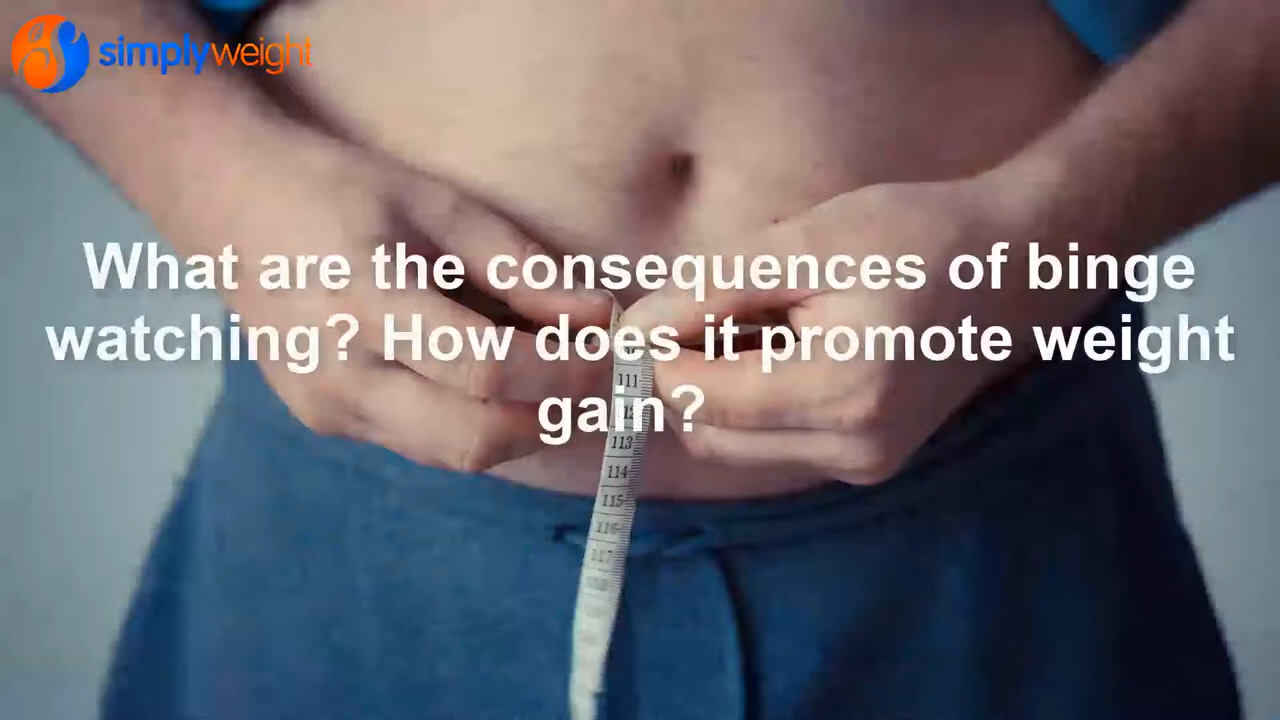 simplyweight
What are the consequences of binge
watching? How does it promote weight
gain?
111
112
113
114
115
116
117